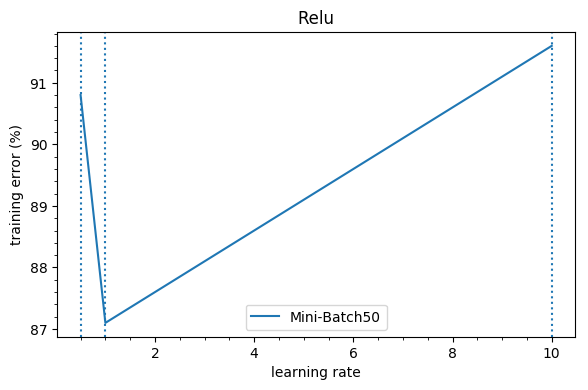 Relu
training error (%)
91
90
89
88
87
Mini-Batch50
2
4
6
8
10
learning rate